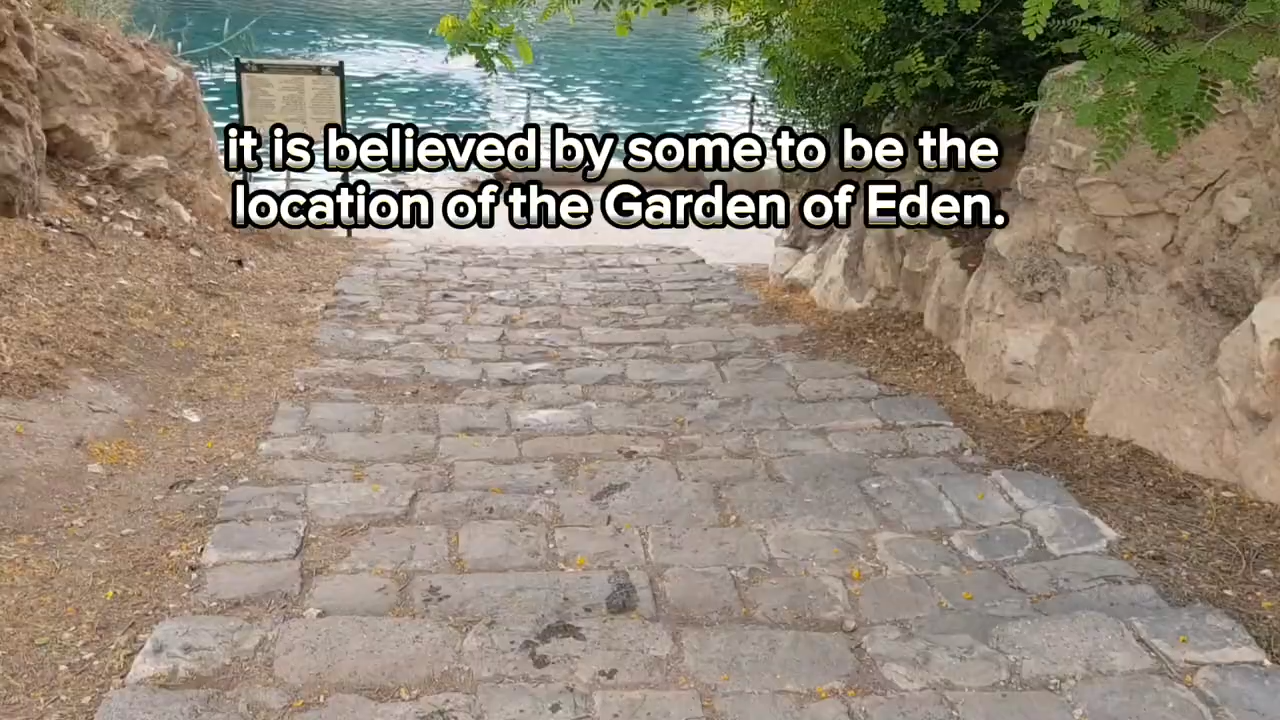 it is believed by some to be the
location of the Garden of Eden.